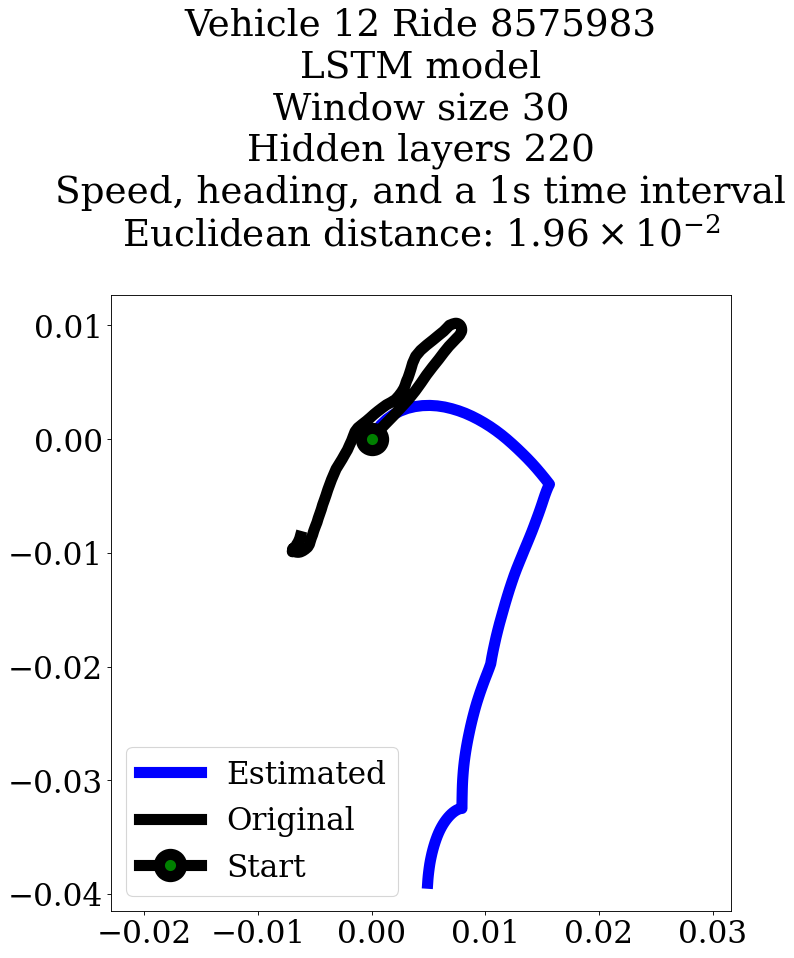 Vehicle 12 Ride 8575983
LSTM model
Window size 30
Hidden layers 220
Speed, heading, and a 1s time interval
Euclidean distance: 1.96 × 10⁻²
0.01
0.00
−0.01
−0.02
−0.03
−0.04
Estimated
Original
Start
−0.02 −0.01 0.00 0.01 0.02 0.03